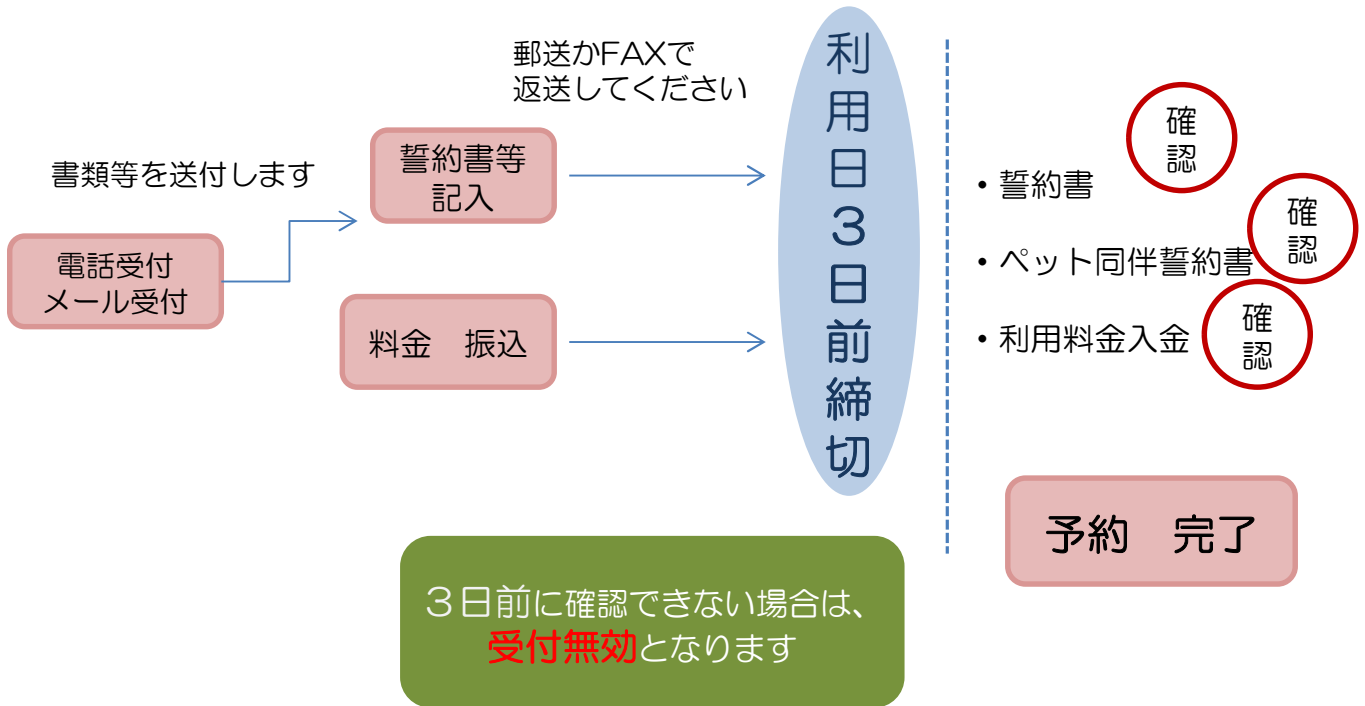 郵送かFAXで
返送してください
書類等を送付します
電話受付
メール受付
誓約書等
記入
料金　振込
利用日３日前締切
・誓約書
確
認
・ペット同伴誓約書
確
認
・利用料金入金
確
認
予約　完了
３日前に確認できない場合は、
受付無効となります